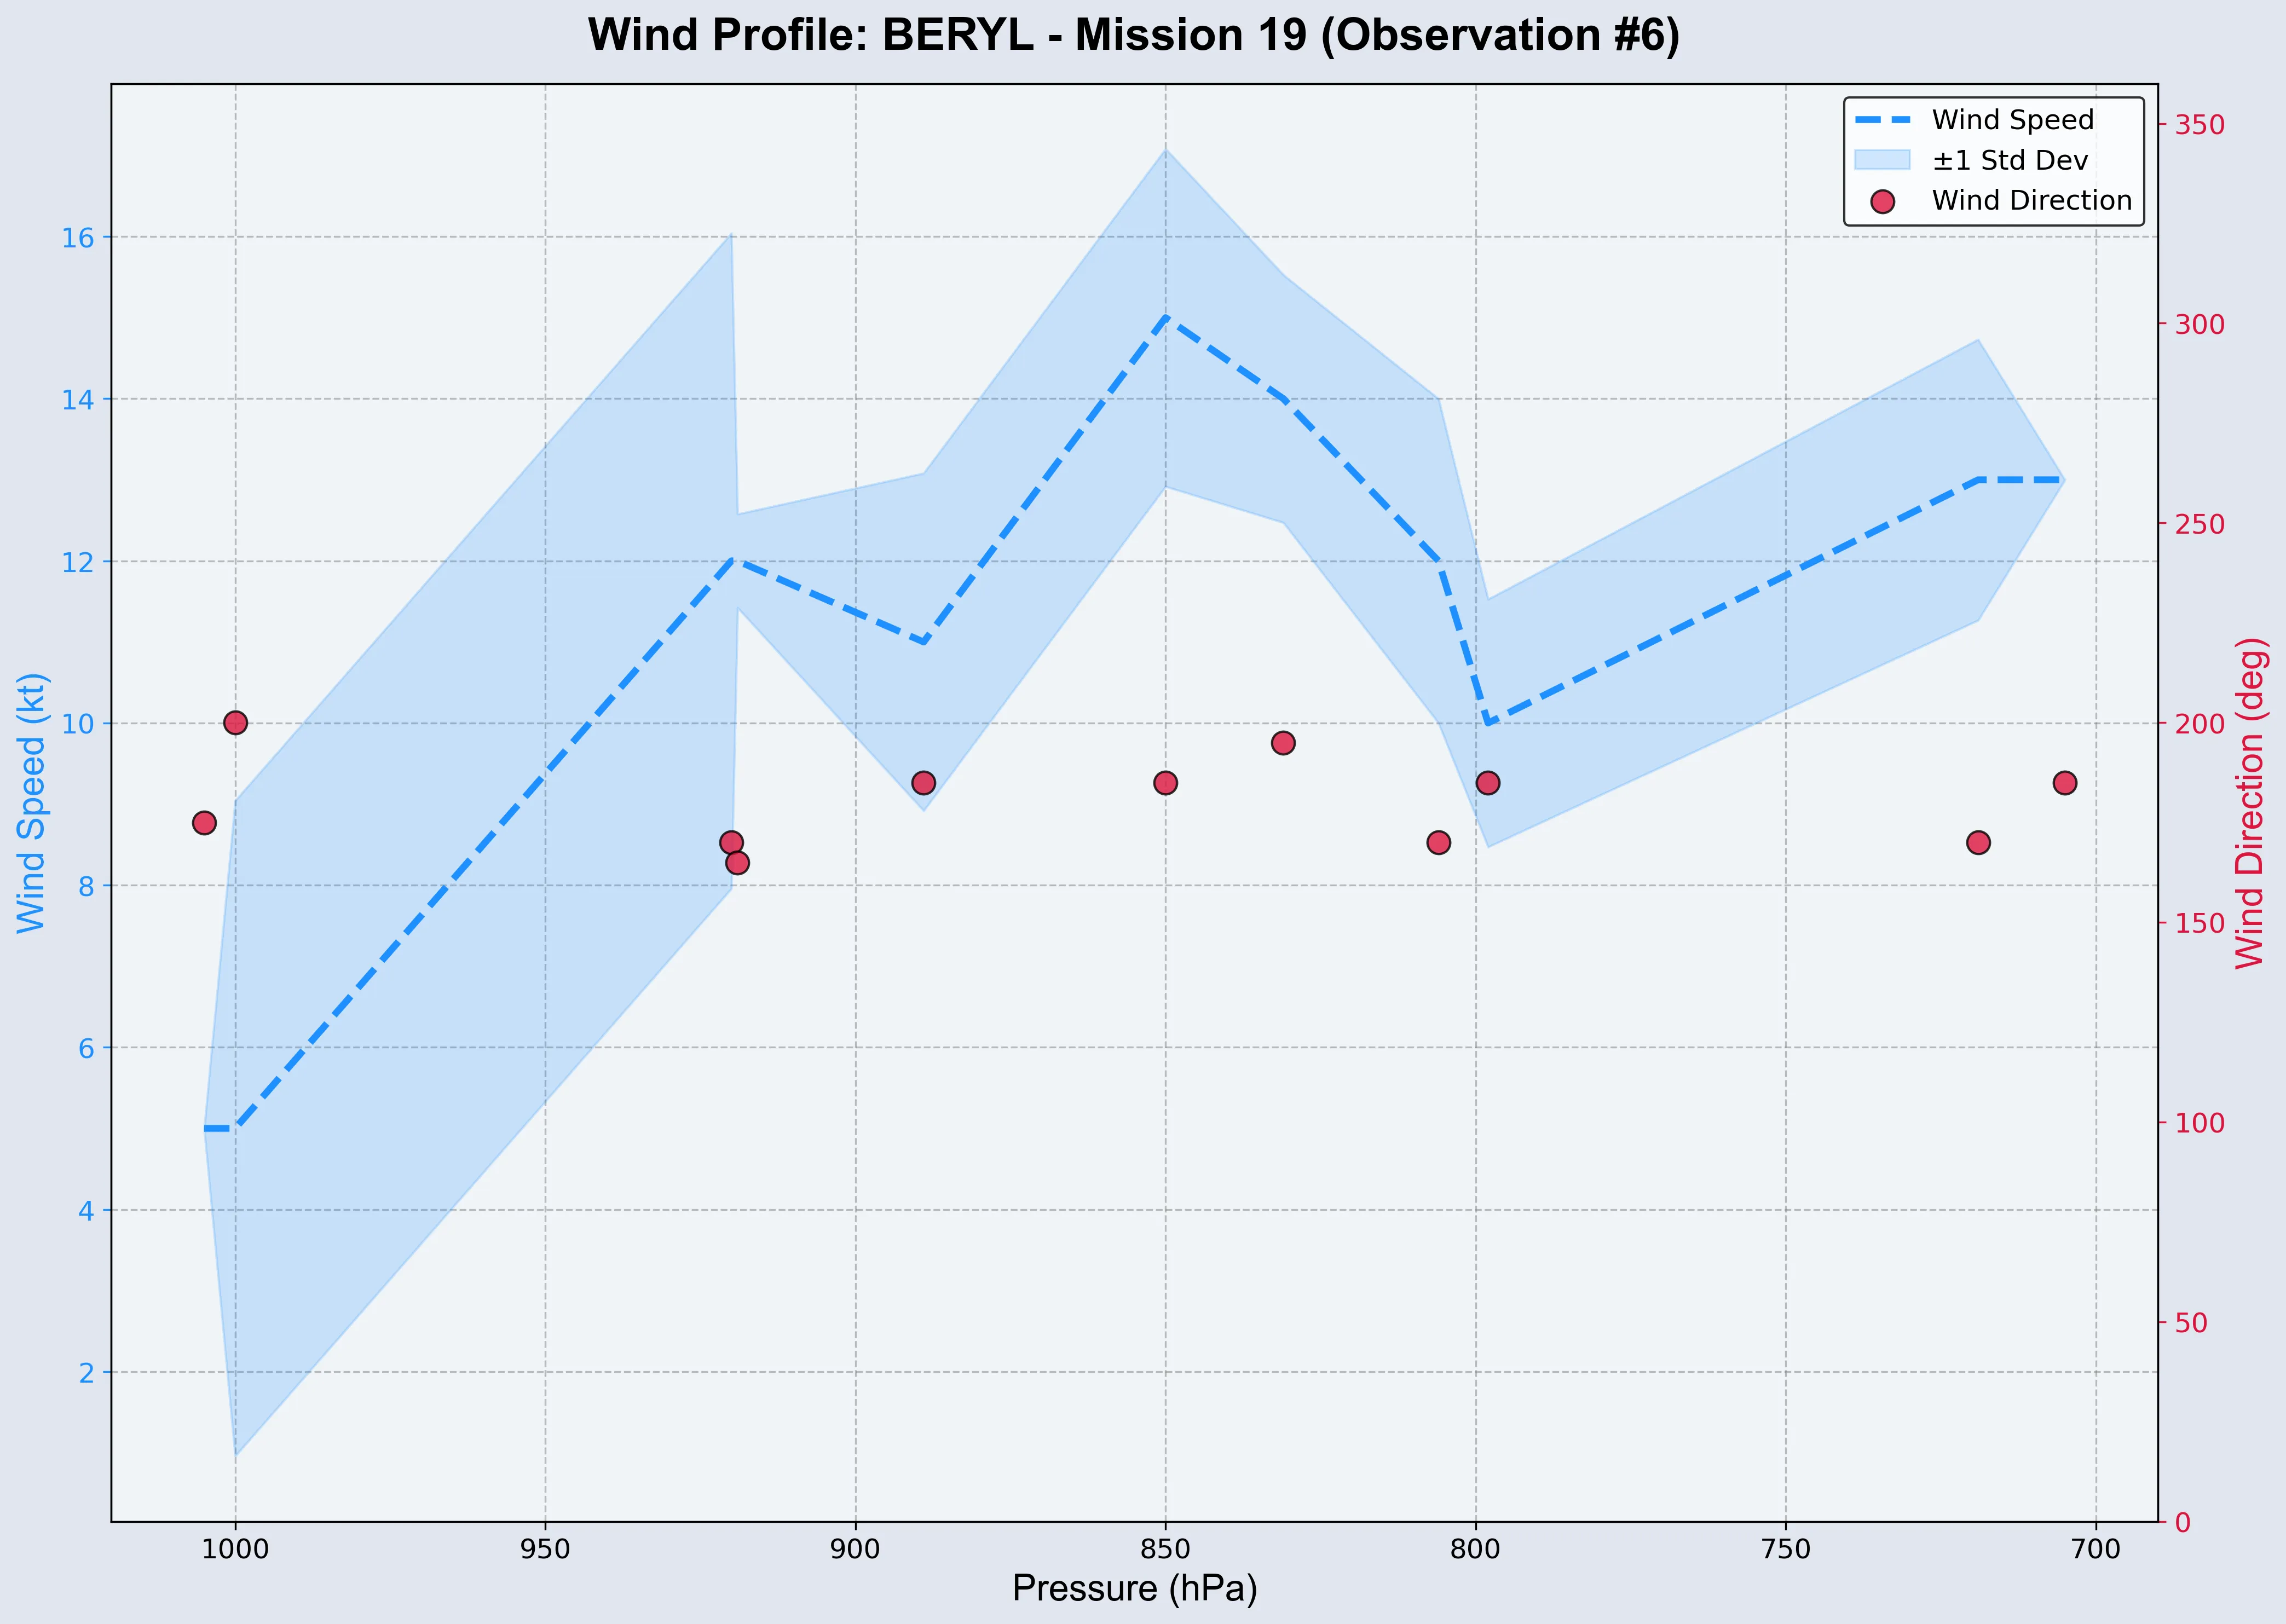 Wind Profile: BERYL - Mission 19 (Observation #6)
Wind Speed
±1 Std Dev
Wind Direction
Wind Speed (kt)
16
14
12
10
8
6
4
2
350
300
250
200
150
100
50
0
Wind Direction (deg)
1000 950 900 850 800 750 700
Pressure (hPa)